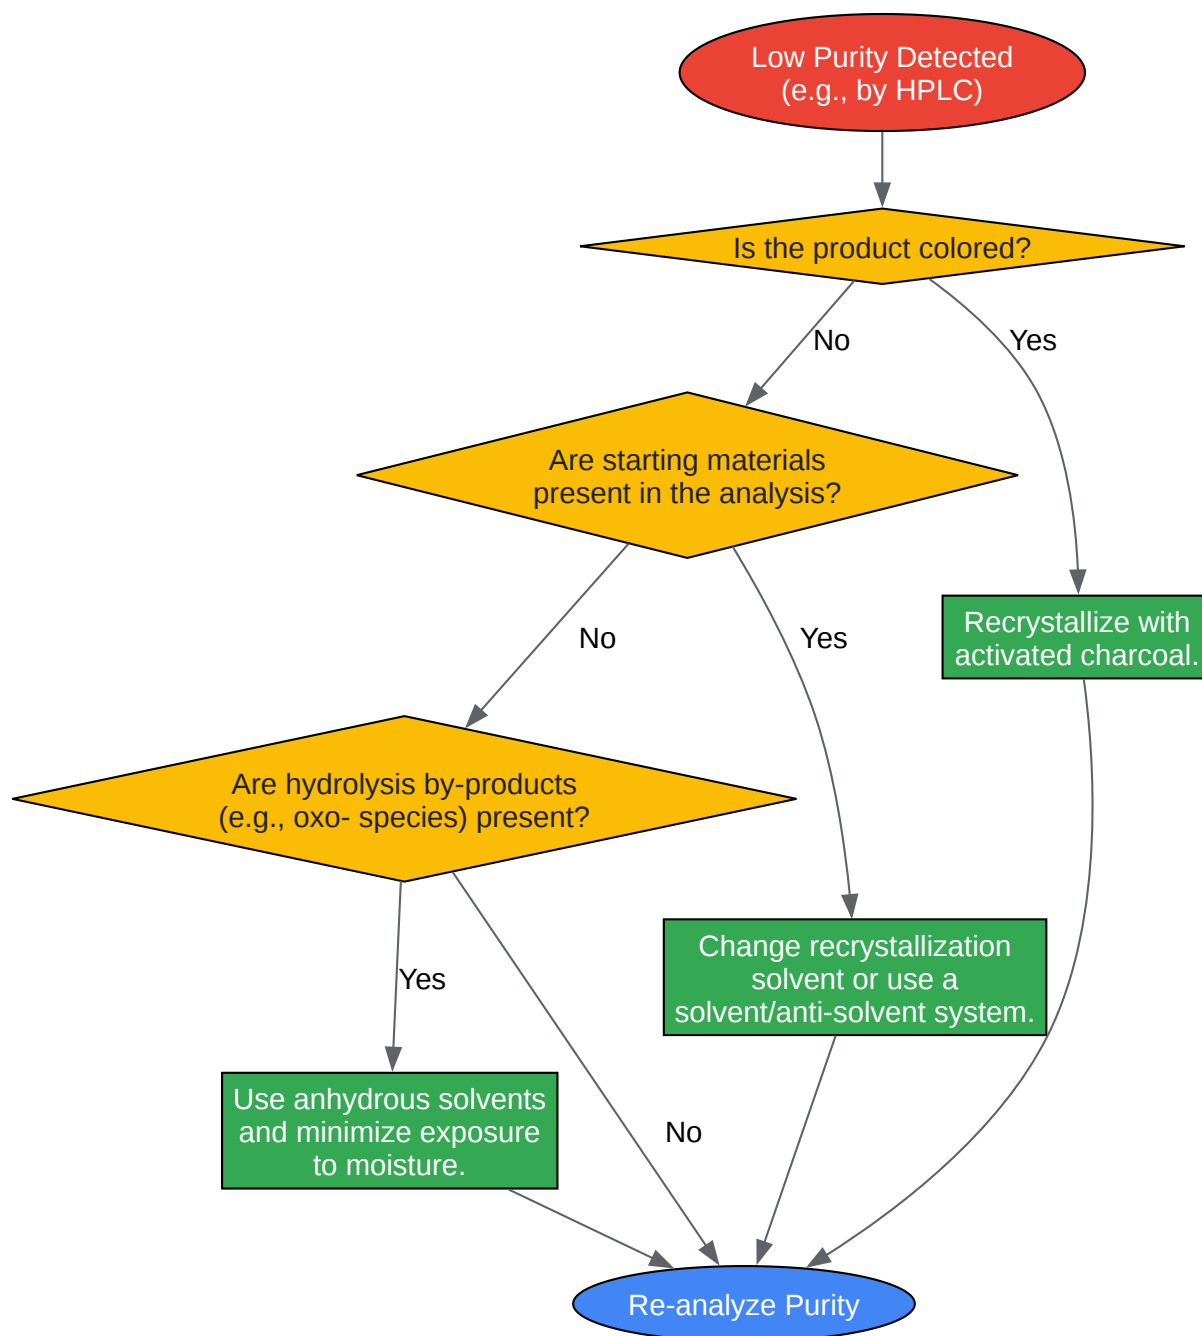 Low Purity Detected
(e.g., by HPLC)
Is the product colored?
No
Yes
Are starting materials
present in the analysis?
Recrystallize with
activated charcoal.
No
Yes
Are hydrolysis by-products
(e.g., oxo- species) present?
Change recrystallization
solvent or use a
solvent/anti-solvent system.
Yes
Use anhydrous solvents
and minimize exposure
to moisture.
No
Re-analyze Purity